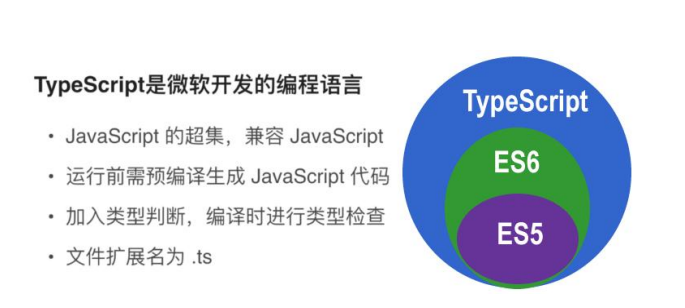 TypeScript是微软开发的编程语言
• JavaScript 的超集，兼容 JavaScript
• 运行前需预编译生成 JavaScript 代码
• 加入类型判断，编译时进行类型检查
• 文件扩展名为 .ts
TypeScript
ES6
ES5